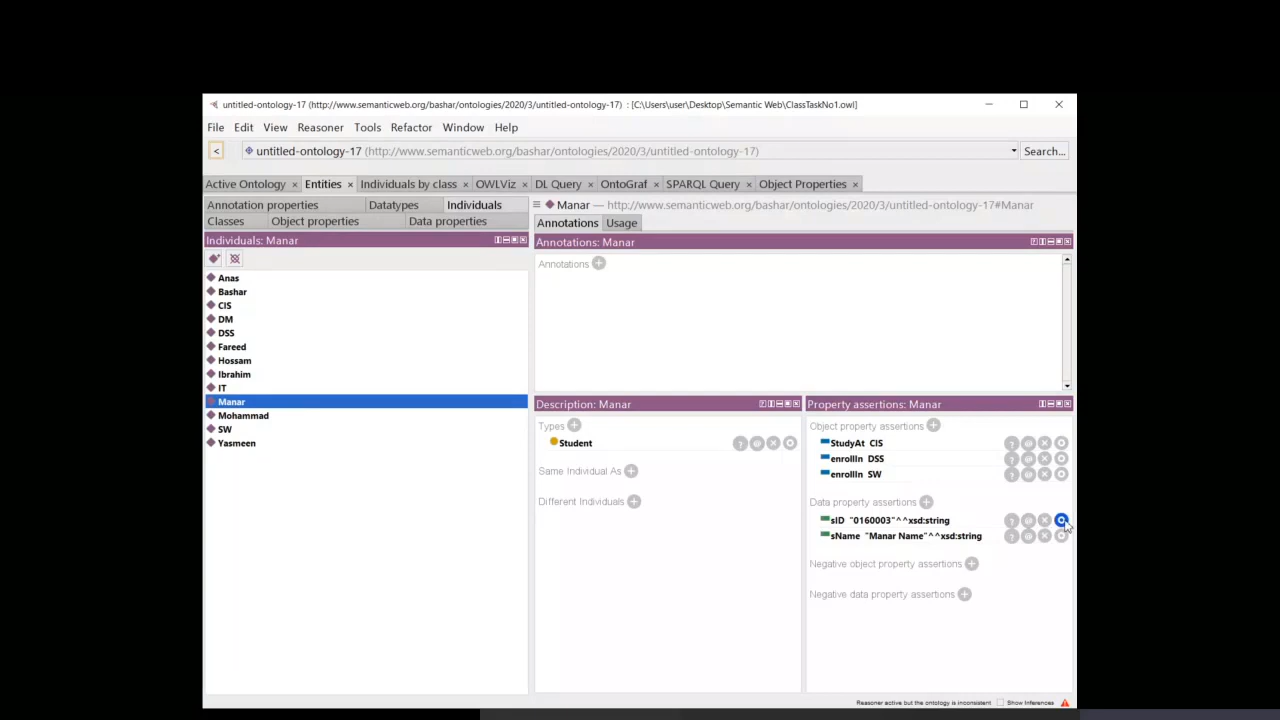 untitled-ontology-17 (http://www.semanticweb.org/bashar/ontologies/2020/3/untitled-ontology-17) : [C:\Users\user\Desktop\Semantic Web\ClassTaskNo1.owl]
File Edit View Reasoner Tools Refactor Window Help
< untitled-ontology-17 (http://www.semanticweb.org/bashar/ontologies/2020/3/untitled-ontology-17) Search...
Active Ontology × Entities × Individuals by class × OWLViz × DL Query × OntoGraf × SPARQL Query × Object Properties ×
Annotation properties Datatypes Individuals
Classes Object properties Data properties
Individuals: Manar
Anas
Bashar
CIS
DM
DSS
Fareed
Hossam
Ibrahim
IT
Manar
Mohammad
SW
Yasmeen
Manar — http://www.semanticweb.org/bashar/ontologies/2020/3/untitled-ontology-17#Manar
Annotations Usage
Annotations: Manar
Annotations
Description: Manar
Types
Student
Same Individual As
Different Individuals
Property assertions: Manar
Object property assertions
StudyAt CIS
enrollIn DSS
enrollIn SW
Data property assertions
sID "0160003"^^xsd:string
sName "Manar Name"^^xsd:string
Negative object property assertions
Negative data property assertions
Reasoner active but the ontology is inconsistent Show Inferences